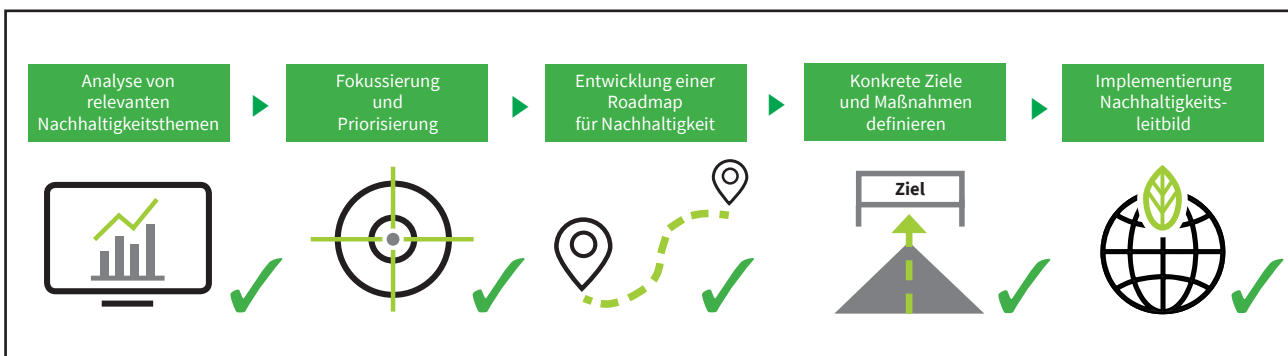 Analyse von
relevanten
Nachhaltigkeitsthemen
Fokussierung
und
Priorisierung
Entwicklung einer
Roadmap
für Nachhaltigkeit
Konkrete Ziele
und Maßnahmen
definieren
Implementierung
Nachhaltigkeits-
leitbild
Ziel